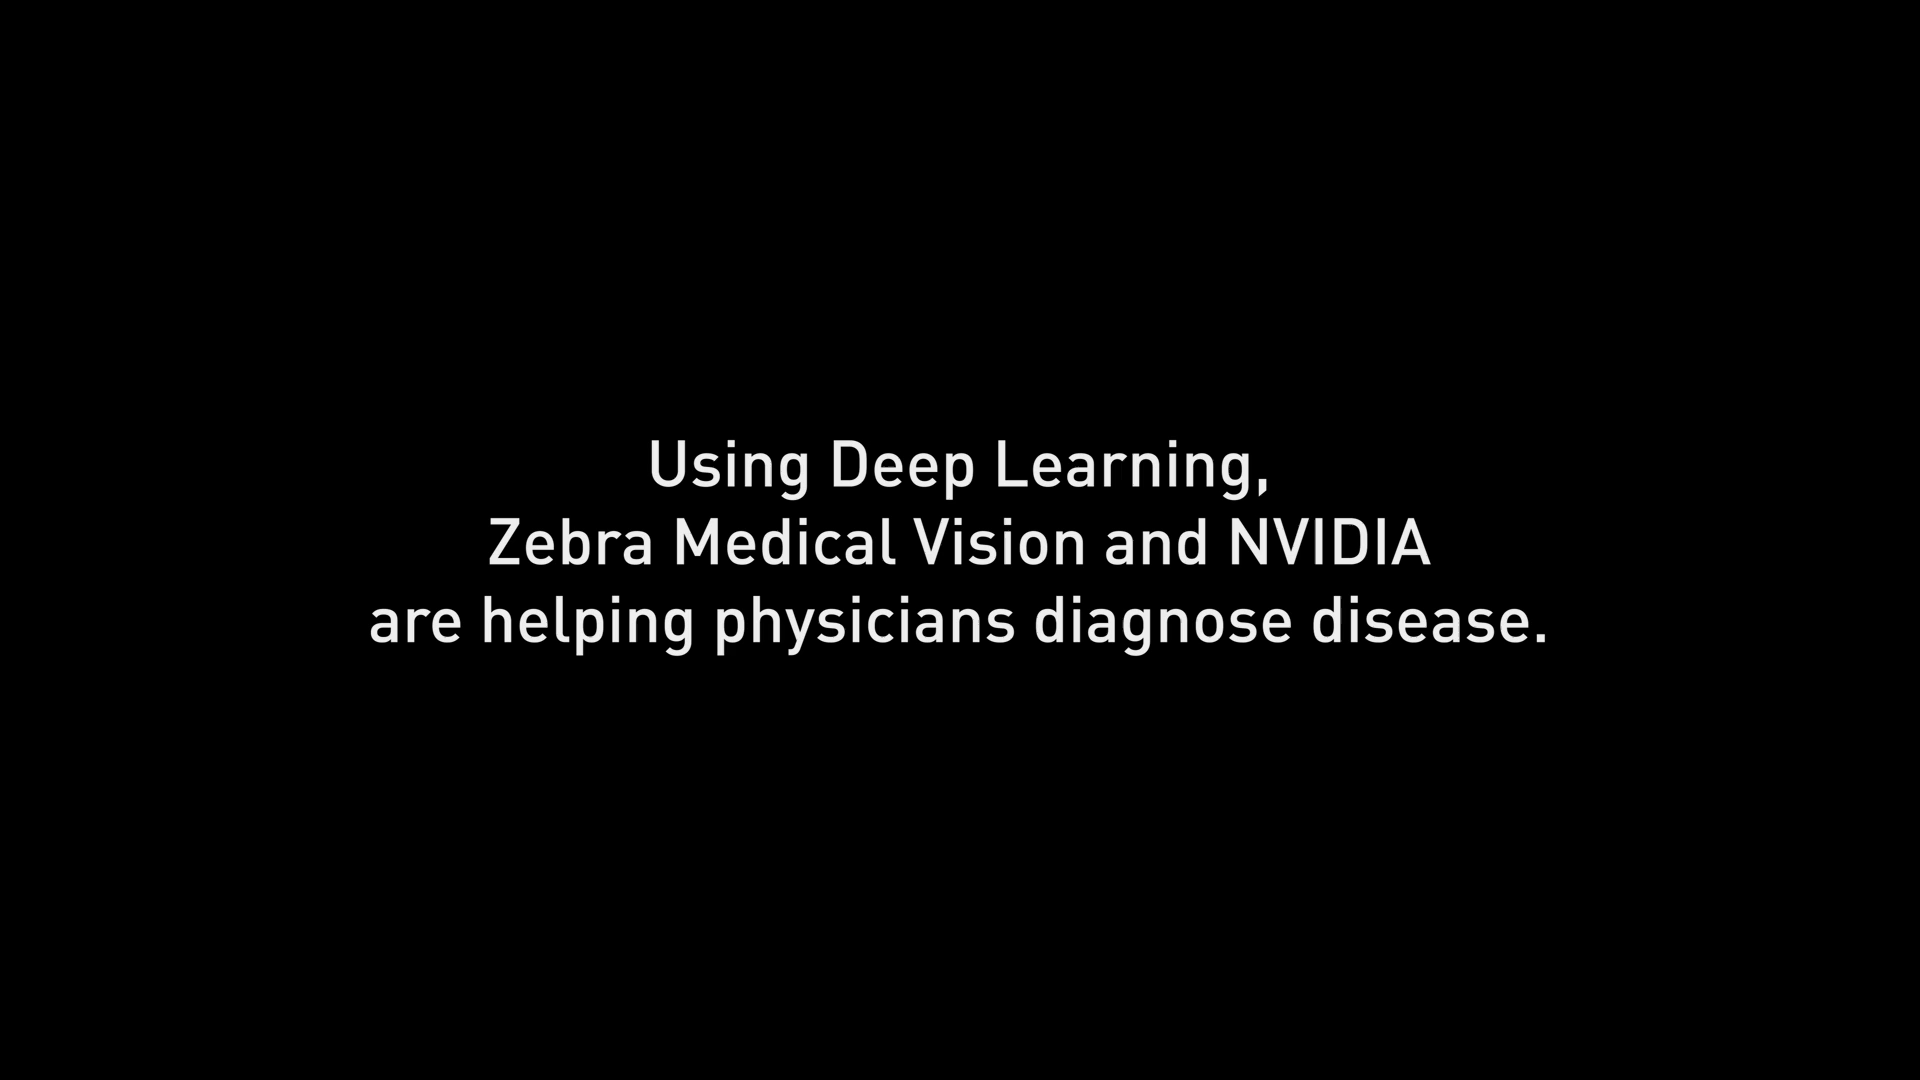 Using Deep Learning,
Zebra Medical Vision and NVIDIA
are helping physicians diagnose disease.